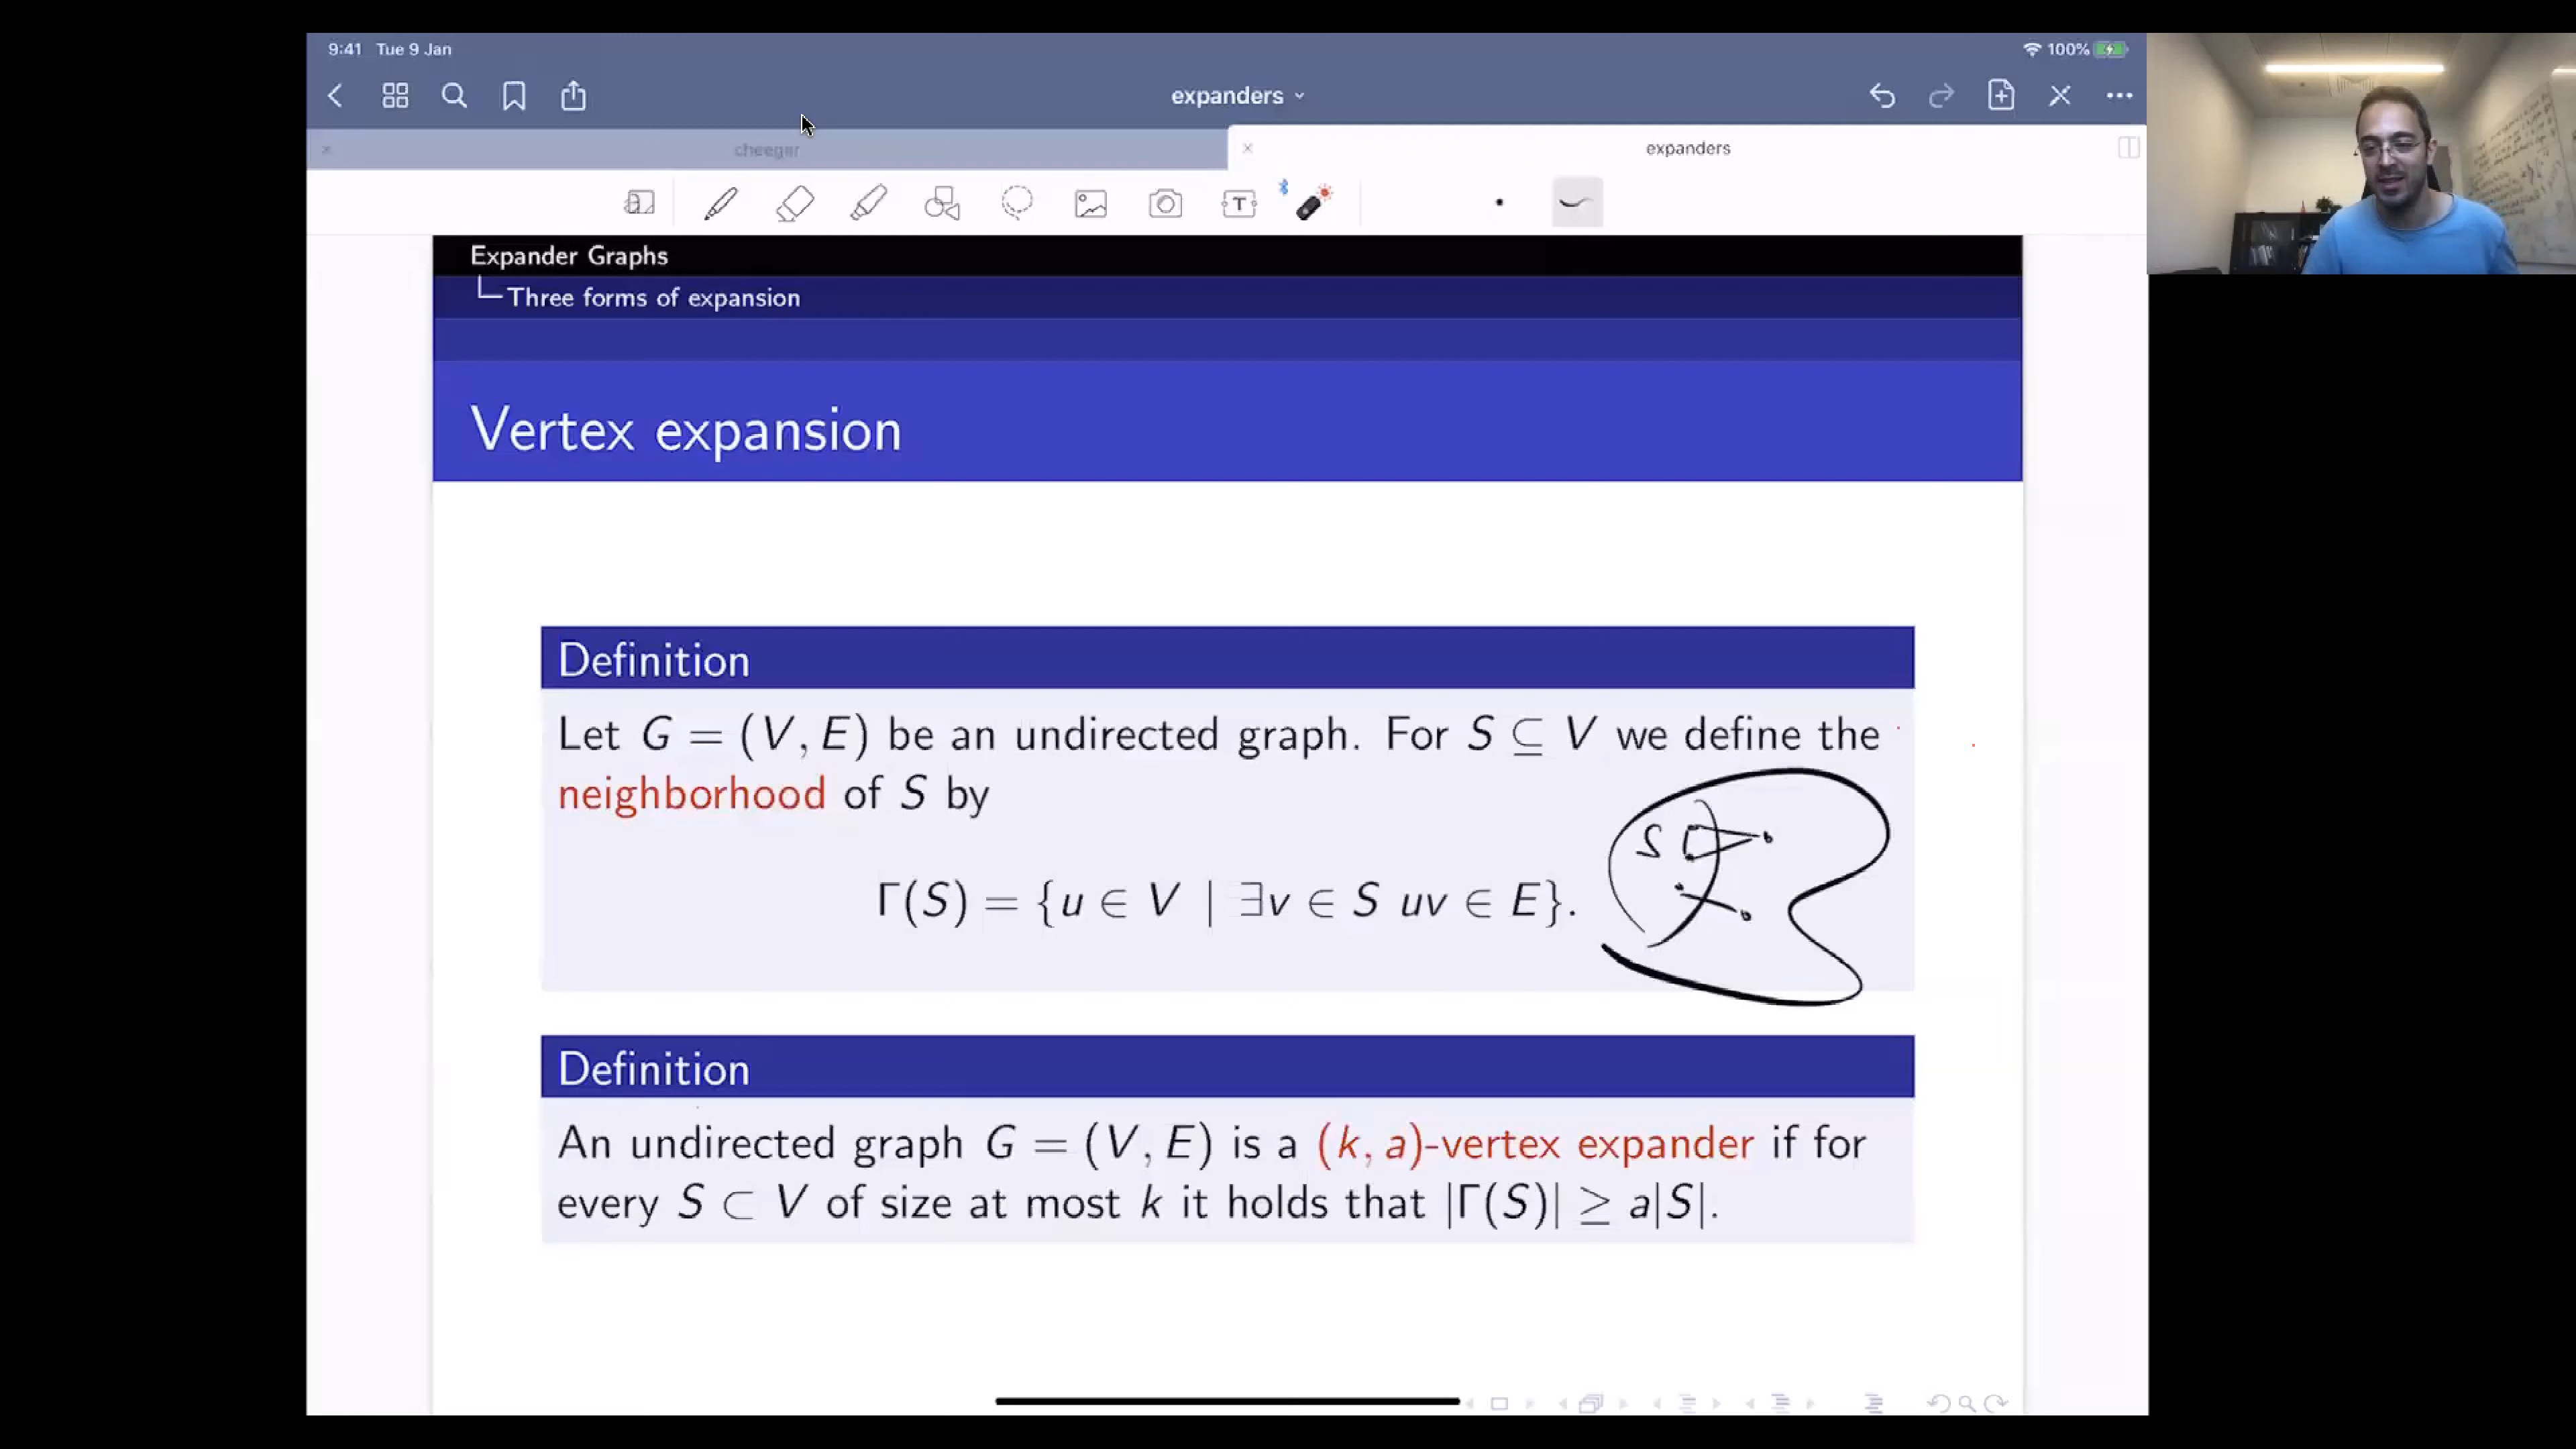 9:41 Tue 9 Jan
100%
expanders
cheeger
expanders
T
Expander Graphs
Three forms of expansion
Vertex expansion
Definition
Let G = (V, E) be an undirected graph. For S ⊆ V we define the
neighborhood of S by
Γ(S) = {u ∈ V | ∃v ∈ S uv ∈ E}.
S
Definition
An undirected graph G = (V, E) is a (k, a)-vertex expander if for
every S ⊂ V of size at most k it holds that |Γ(S)| ≥ a|S|.